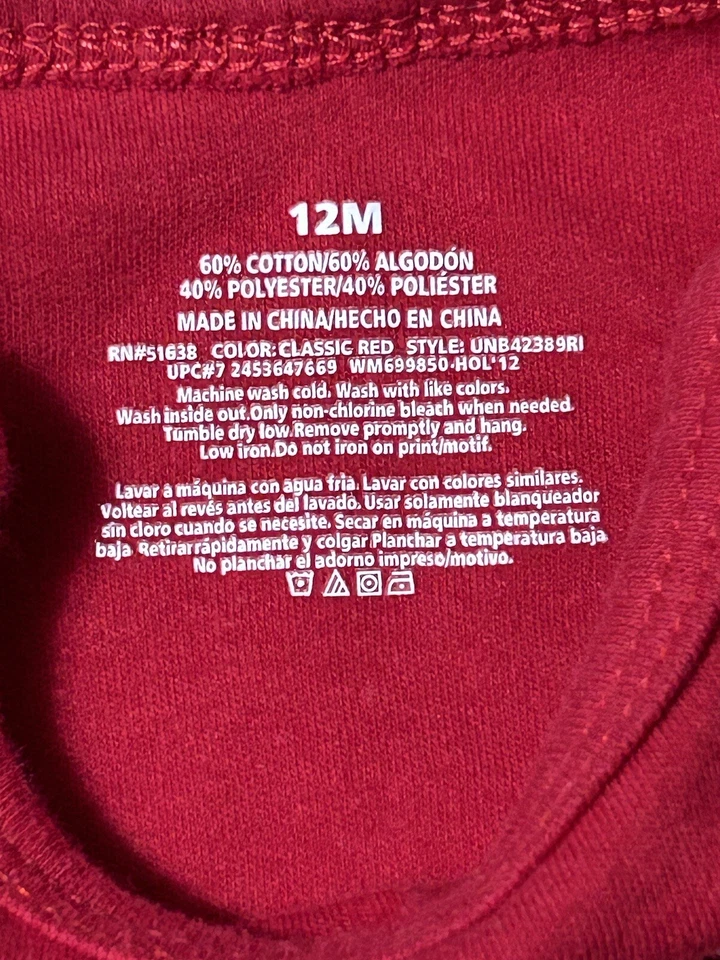 12M
60% COTTON/60% ALGODÓN
40% POLYESTER/40% POLIÉSTER
MADE IN CHINA/HECHO EN CHINA
RN#51638 COLOR:CLASSIC RED STYLE: UNB42389RI
UPC#7 2453647669 WM699850-HOL'12
Machine wash cold. Wash with like colors.
Wash inside out.Only non-chlorine bleach when needed.
Tumble dry low.Remove promptly and hang.
Low iron.Do not iron on print/motif.
Lavar a máquina con agua fria. Lavar con colores similares.
Voltear al revés antes del lavado. Usar solamente blanqueador
sin cloro cuando se necesite. Secar en máquina a temperatura
baja. Retirar rápidamente y colgar.Planchar a temperatura baja.
No planchar el adorno impreso/motivo.